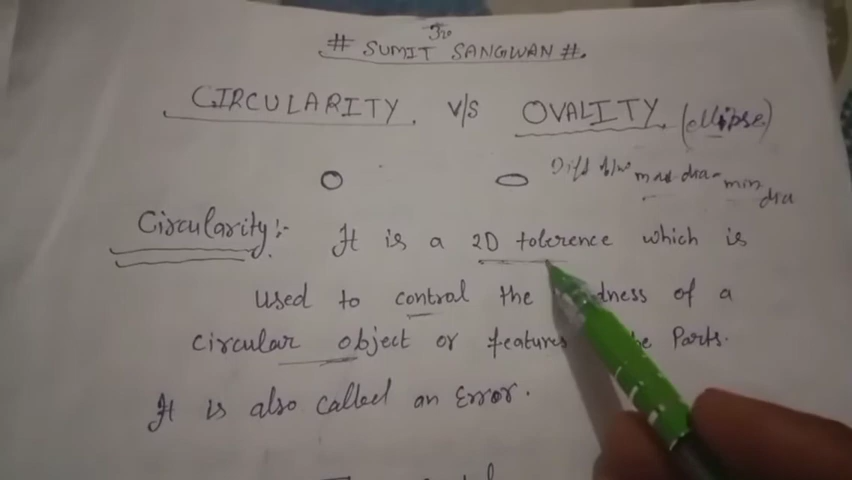 # SUMIT SANGWAN #.
CIRCULARITY. V/S OVALITY. (ellipse)
Diff b/w max dia - min dia
Circularity:- It is a 2D tolerence which is
used to control the dness of a
circular object or features Parts.
It is also called an Error.